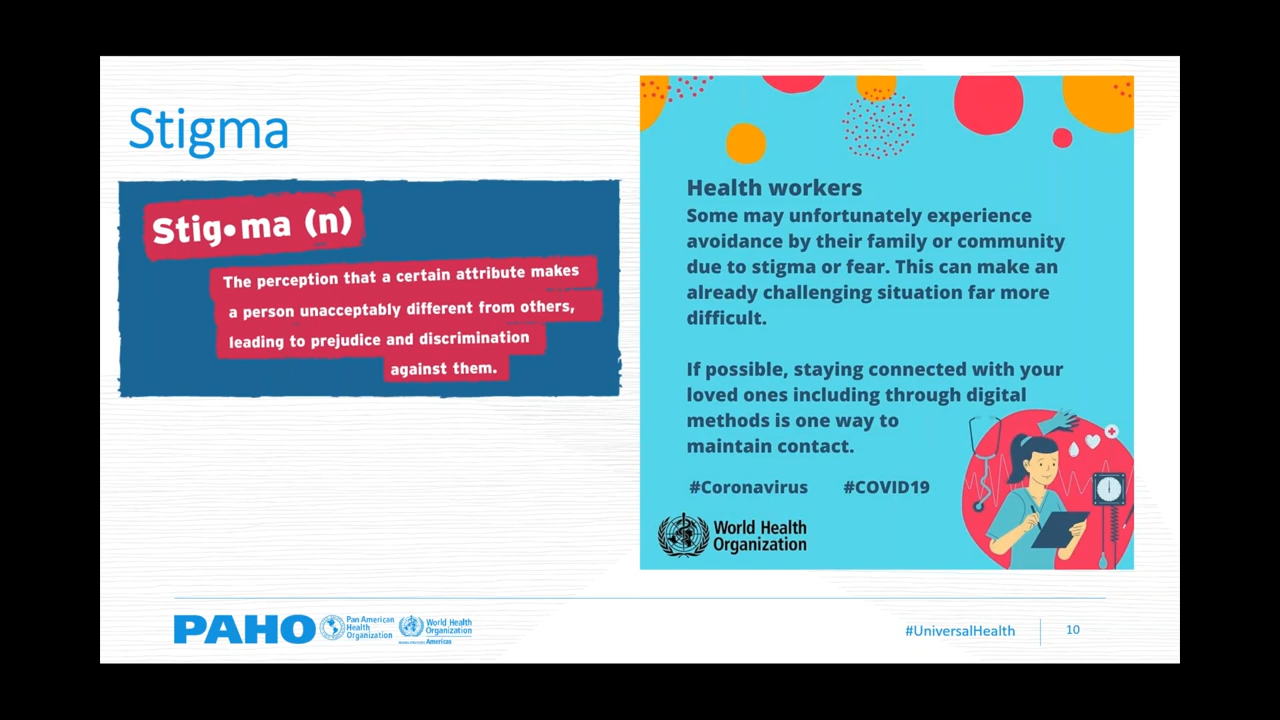 Stigma
Stig•ma (n)
The perception that a certain attribute makes
a person unacceptably different from others,
leading to prejudice and discrimination
against them.
Health workers
Some may unfortunately experience
avoidance by their family or community
due to stigma or fear. This can make an
already challenging situation far more
difficult.
If possible, staying connected with your
loved ones including through digital
methods is one way to
maintain contact.
#Coronavirus #COVID19
World Health
Organization
PAHO
Pan American
Health
Organization
World Health
Organization
Americas
#UniversalHealth
10